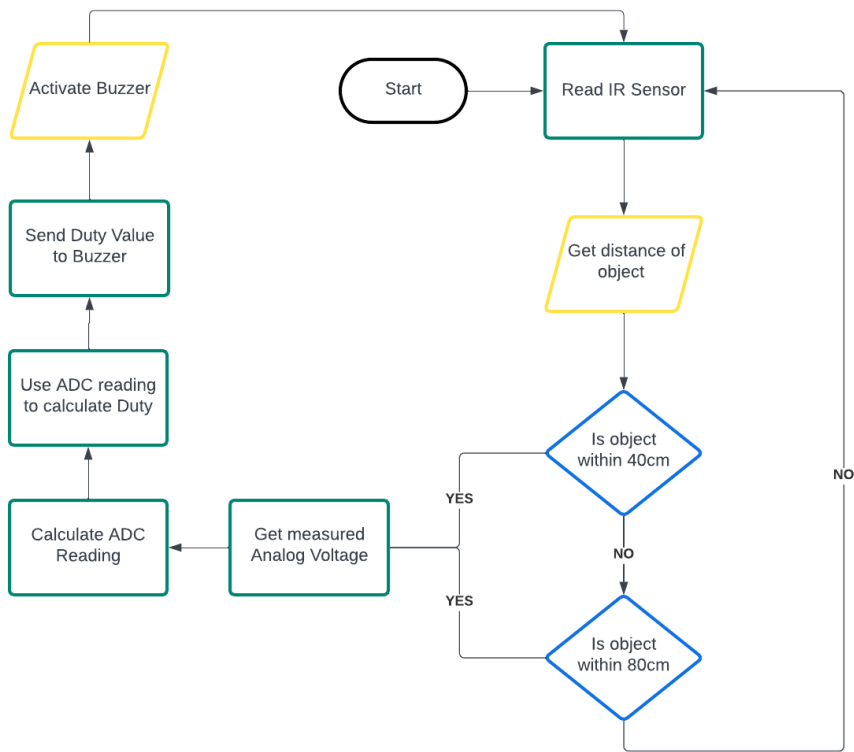 Activate Buzzer
Start
Read IR Sensor
Send Duty Value
to Buzzer
Get distance of
object
Use ADC reading
to calculate Duty
Is object
within 40cm
YES
NO
Calculate ADC
Reading
Get measured
Analog Voltage
NO
YES
Is object
within 80cm